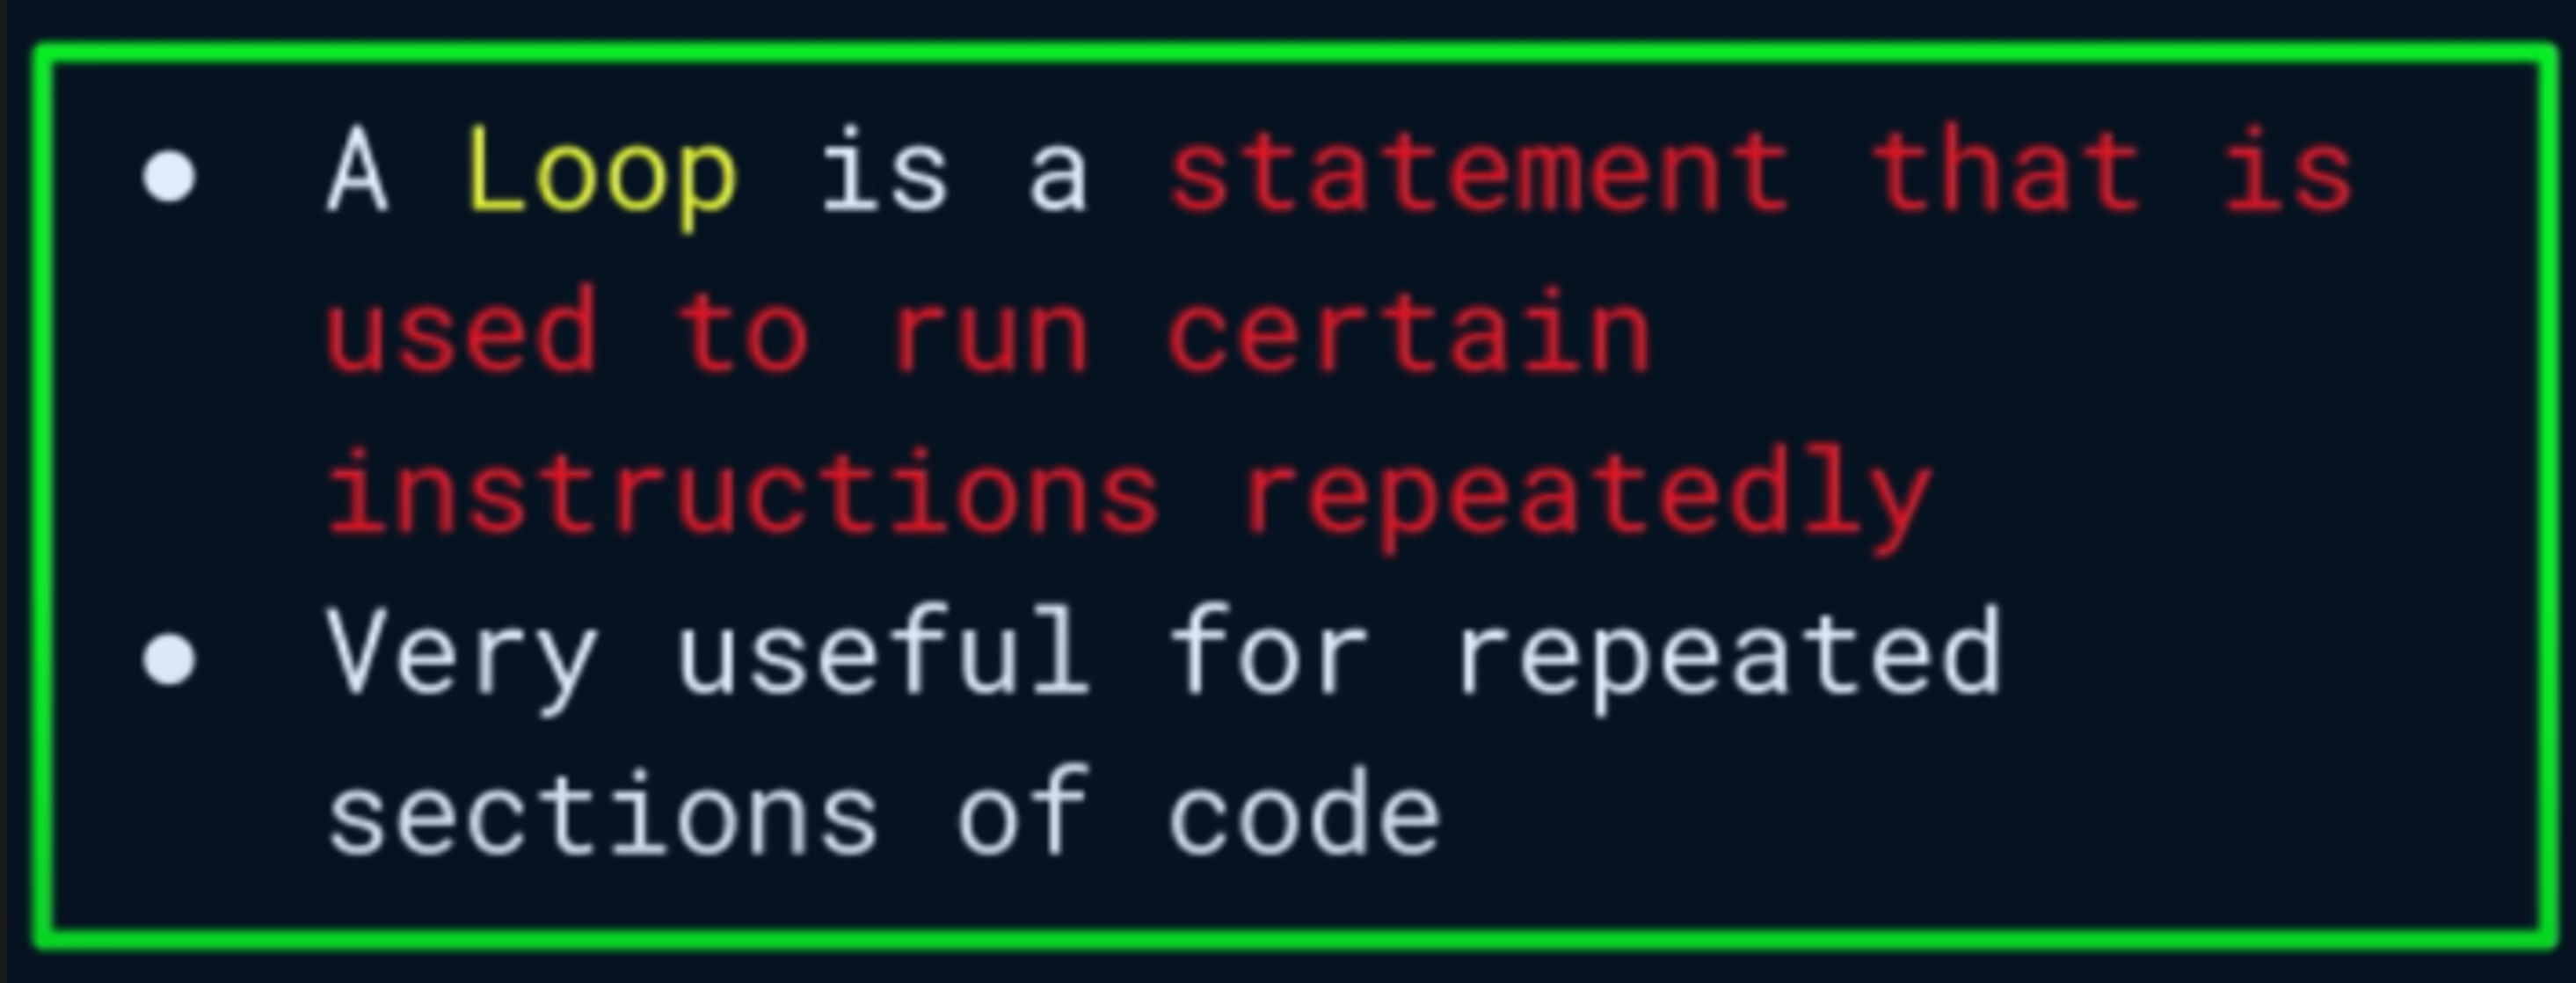 • A Loop is a statement that is
used to run certain
instructions repeatedly
• Very useful for repeated
sections of code